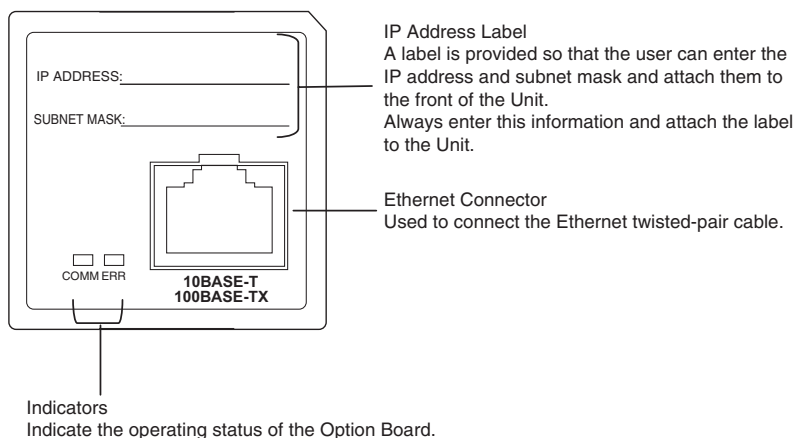 IP Address Label
A label is provided so that the user can enter the
IP address and subnet mask and attach them to
the front of the Unit.
Always enter this information and attach the label
to the Unit.
IP ADDRESS:
SUBNET MASK:
Ethernet Connector
Used to connect the Ethernet twisted-pair cable.
COMM ERR
10BASE-T
100BASE-TX
Indicators
Indicate the operating status of the Option Board.